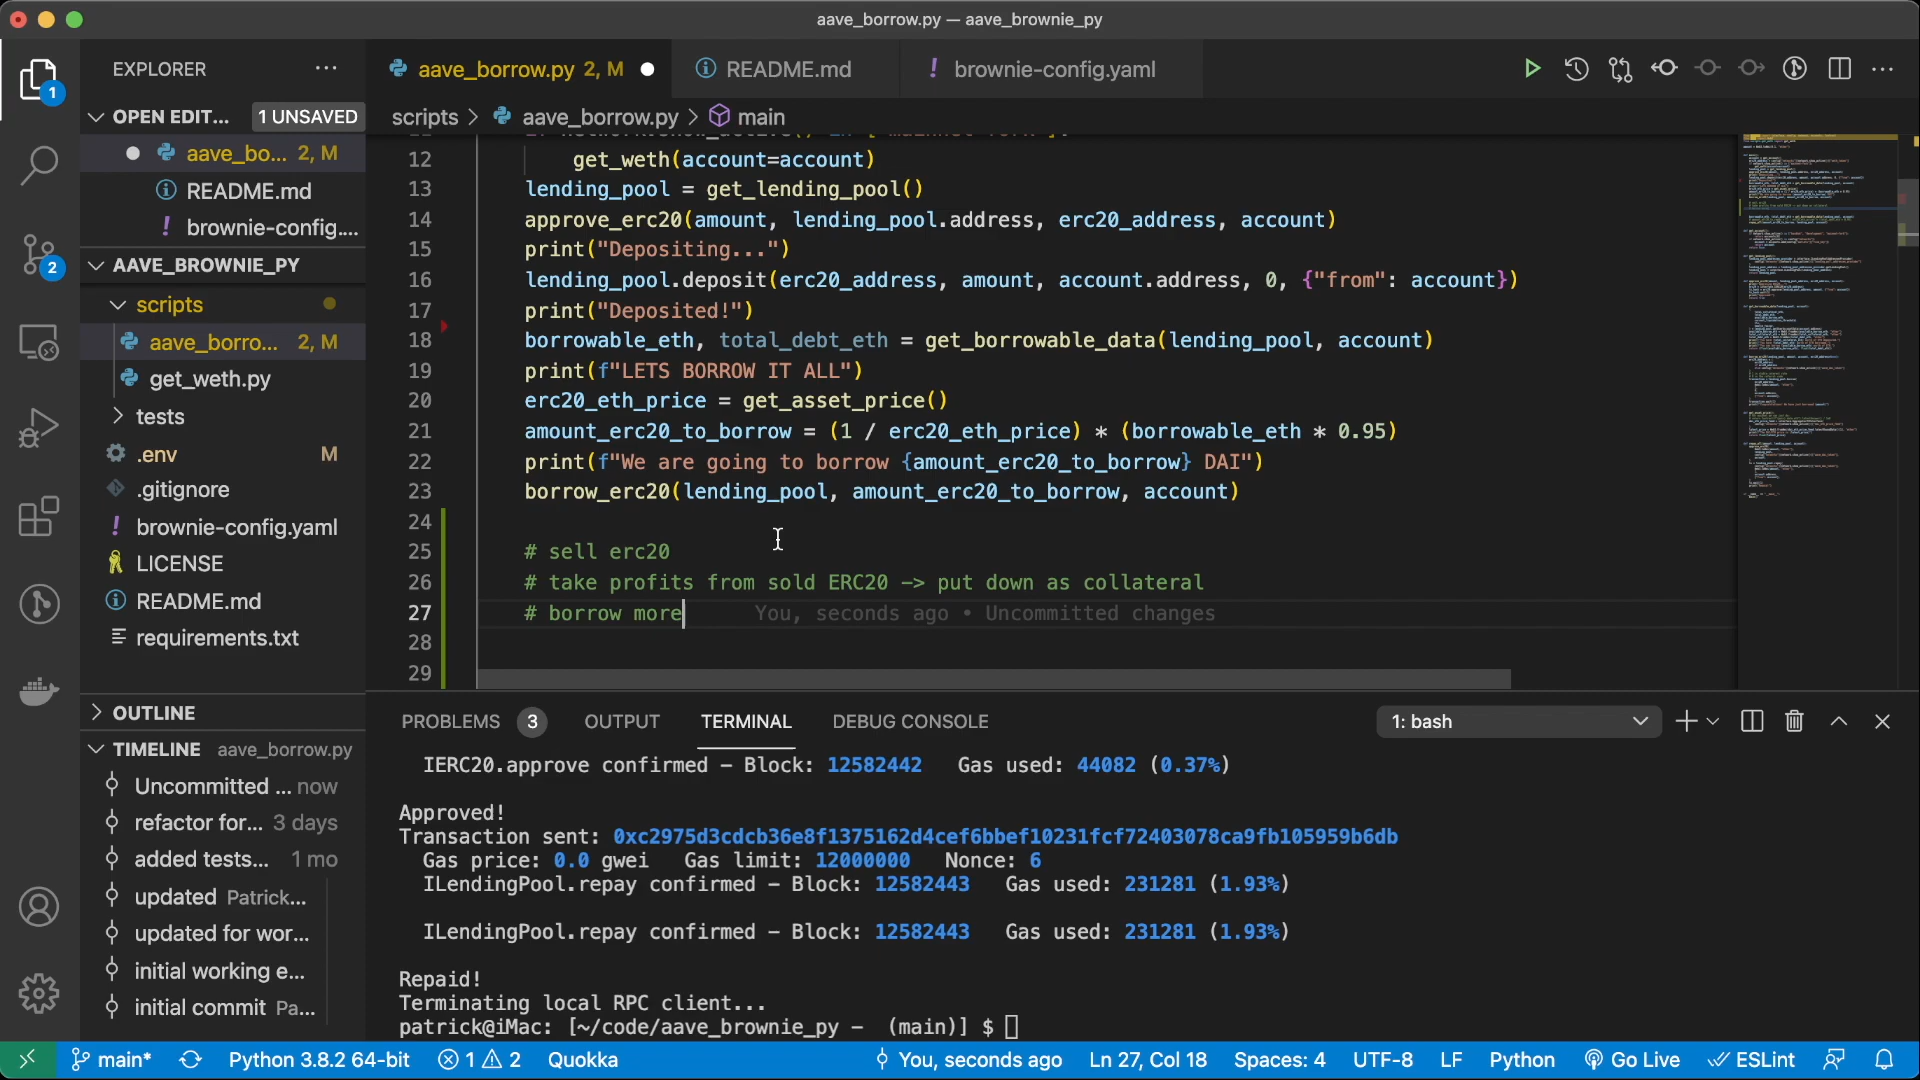 aave_borrow.py — aave_brownie_py
EXPLORER
aave_borrow.py 2, M
README.md
! brownie-config.yaml
1
OPEN EDIT... 1 UNSAVED
aave_bo... 2, M
README.md
! brownie-config....
2
AAVE_BROWNIE_PY
scripts
aave_borro... 2, M
get_weth.py
tests
.env M
.gitignore
! brownie-config.yaml
LICENSE
README.md
requirements.txt
OUTLINE
TIMELINE aave_borrow.py
Uncommitted ... now
refactor for... 3 days
added tests... 1 mo
updated Patrick...
updated for wor...
initial working e...
initial commit Pa...
scripts > aave_borrow.py > main
12 get_weth(account=account)
13 lending_pool = get_lending_pool()
14 approve_erc20(amount, lending_pool.address, erc20_address, account)
15 print("Depositing...")
16 lending_pool.deposit(erc20_address, amount, account.address, 0, {"from": account})
17 print("Deposited!")
18 borrowable_eth, total_debt_eth = get_borrowable_data(lending_pool, account)
19 print(f"LETS BORROW IT ALL")
20 erc20_eth_price = get_asset_price()
21 amount_erc20_to_borrow = (1 / erc20_eth_price) * (borrowable_eth * 0.95)
22 print(f"We are going to borrow {amount_erc20_to_borrow} DAI")
23 borrow_erc20(lending_pool, amount_erc20_to_borrow, account)
24
25 # sell erc20
26 # take profits from sold ERC20 -> put down as collateral
27 # borrow more You, seconds ago • Uncommitted changes
28
29
PROBLEMS 3 OUTPUT TERMINAL DEBUG CONSOLE 1: bash
IERC20.approve confirmed - Block: 12582442 Gas used: 44082 (0.37%)
Approved!
Transaction sent: 0xc2975d3cdcb36e8f1375162d4cef6bbef10231fcf72403078ca9fb105959b6db
Gas price: 0.0 gwei Gas limit: 12000000 Nonce: 6
ILendingPool.repay confirmed - Block: 12582443 Gas used: 231281 (1.93%)
ILendingPool.repay confirmed - Block: 12582443 Gas used: 231281 (1.93%)
Repaid!
Terminating local RPC client...
patrick@iMac: [~/code/aave_brownie_py - (main)] $
main* Python 3.8.2 64-bit 1 2 Quokka You, seconds ago Ln 27, Col 18 Spaces: 4 UTF-8 LF Python Go Live ESLint